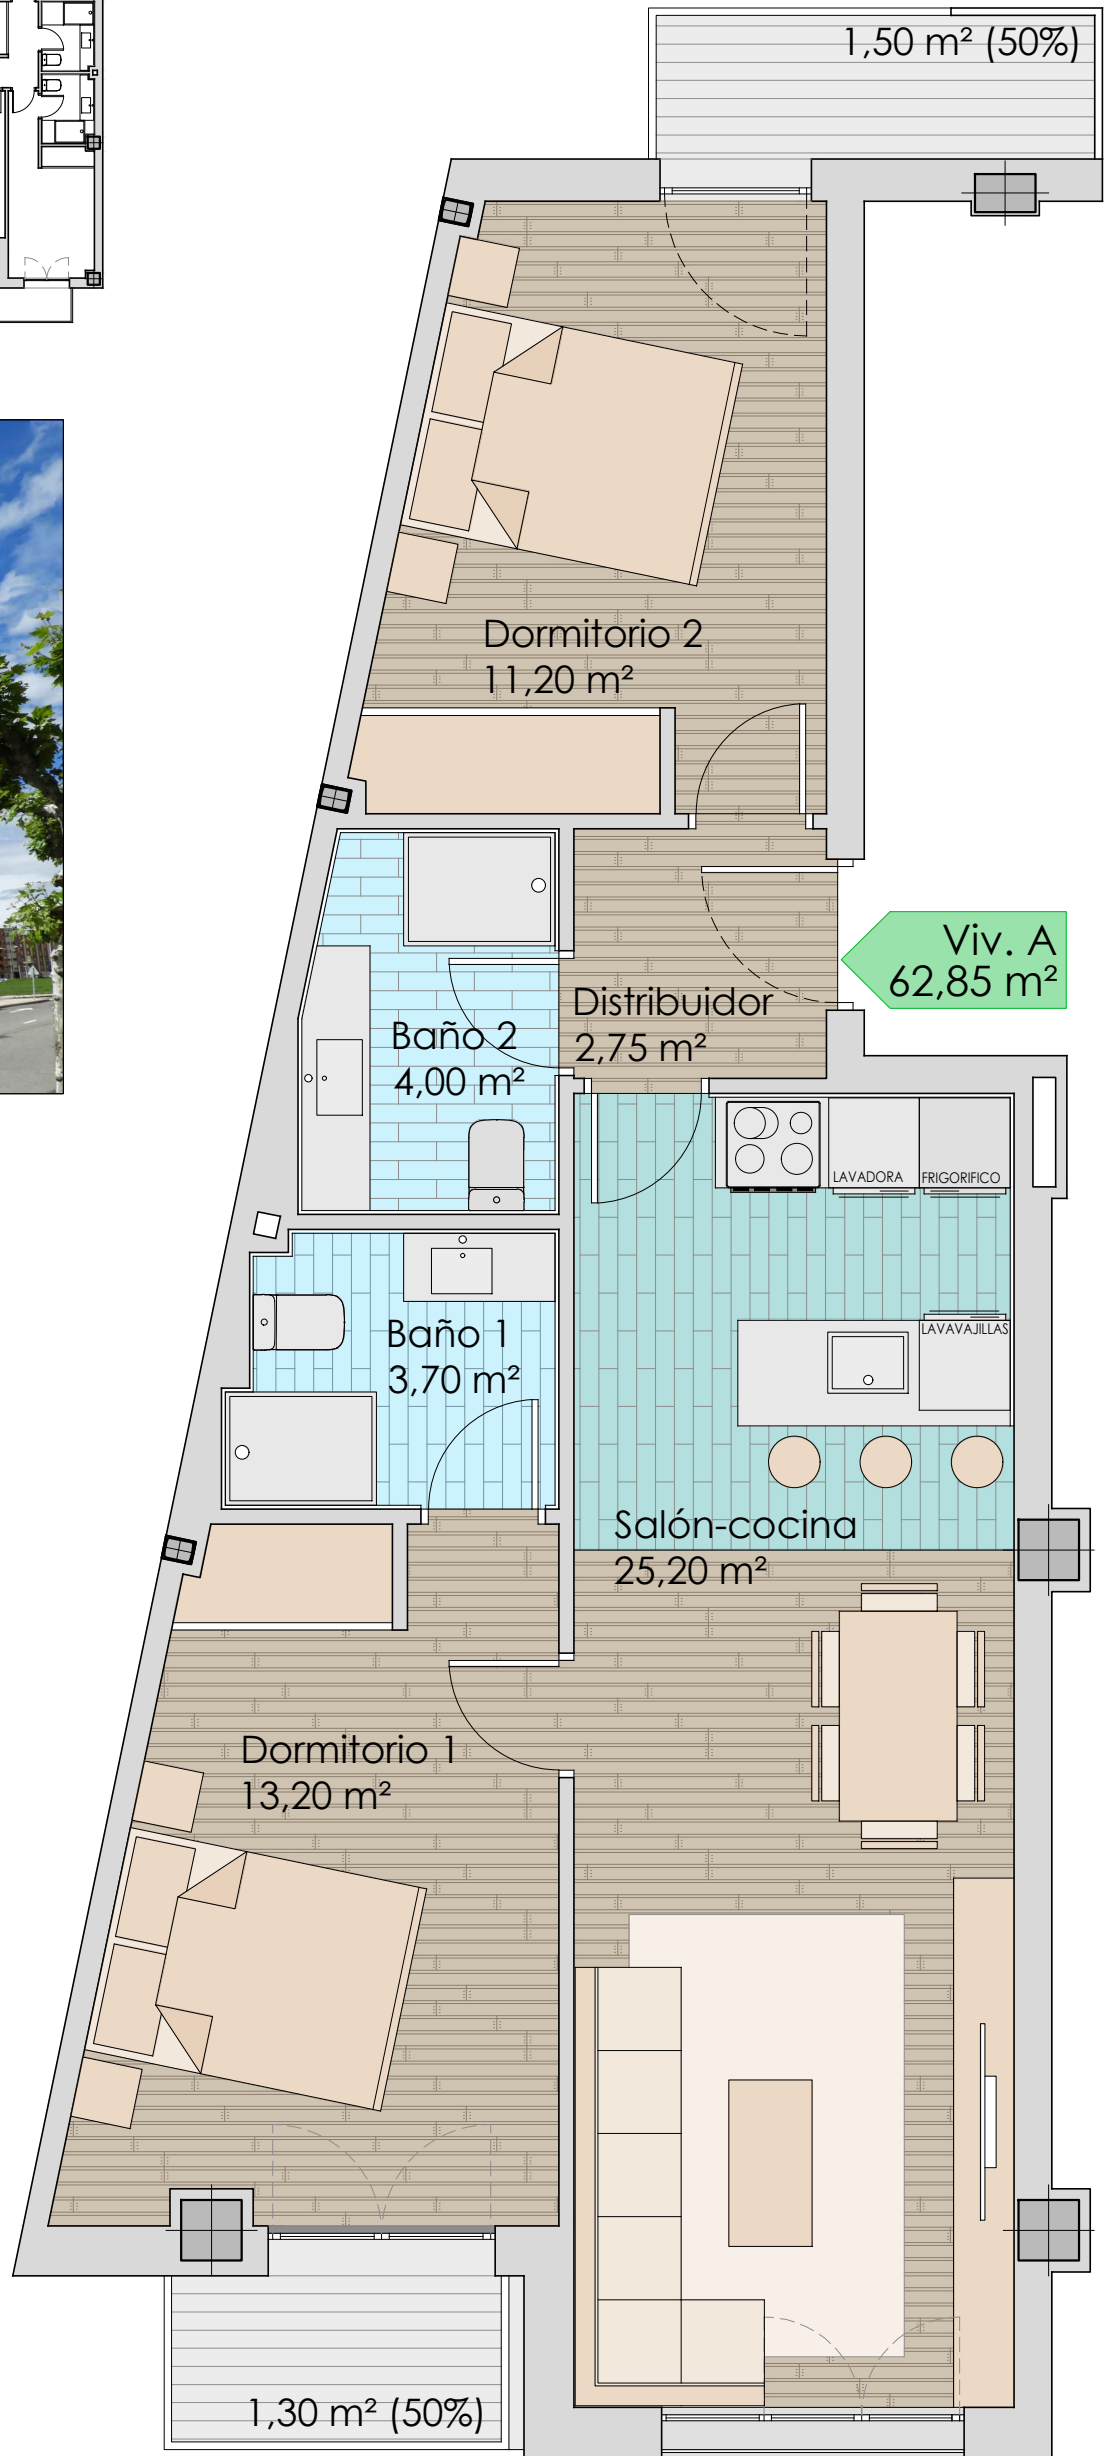 1,50 m² (50%)
Dormitorio 2
11,20 m²
Viv. A
62,85 m²
Distribuidor
2,75 m²
Baño 2
4,00 m²
LAVADORA
FRIGORIFICO
LAVAVAJILLAS
Baño 1
3,70 m²
Salón-cocina
25,20 m²
Dormitorio 1
13,20 m²
1,30 m² (50%)